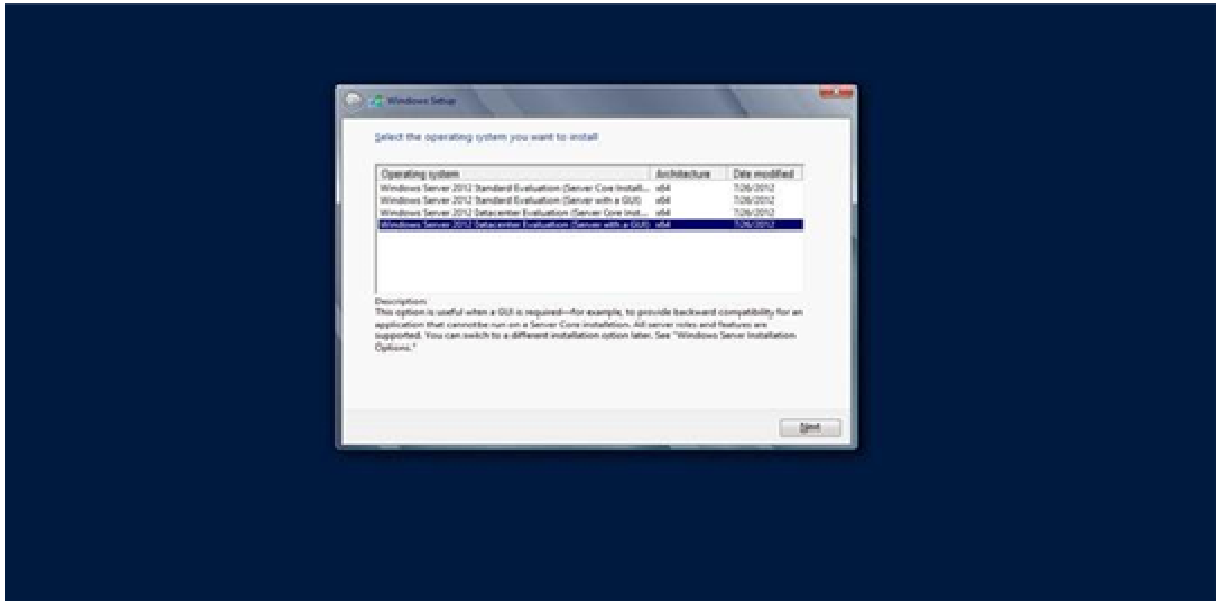 Windows Setup
Select the operating system you want to install
Operating system Architecture Date modified
Windows Server 2012 Standard Evaluation (Server Core Install... x64 7/26/2012
Windows Server 2012 Standard Evaluation (Server with a GUI) x64 7/26/2012
Windows Server 2012 Datacenter Evaluation (Server Core Inst... x64 7/26/2012
Windows Server 2012 Datacenter Evaluation (Server with a GUI) x64 7/26/2012
Description:
This option is useful when a GUI is required—for example, to provide backward compatibility for an
application that cannot be run on a Server Core installation. All server roles and features are
supported. You can switch to a different installation option later. See "Windows Server Installation
Options."
Next